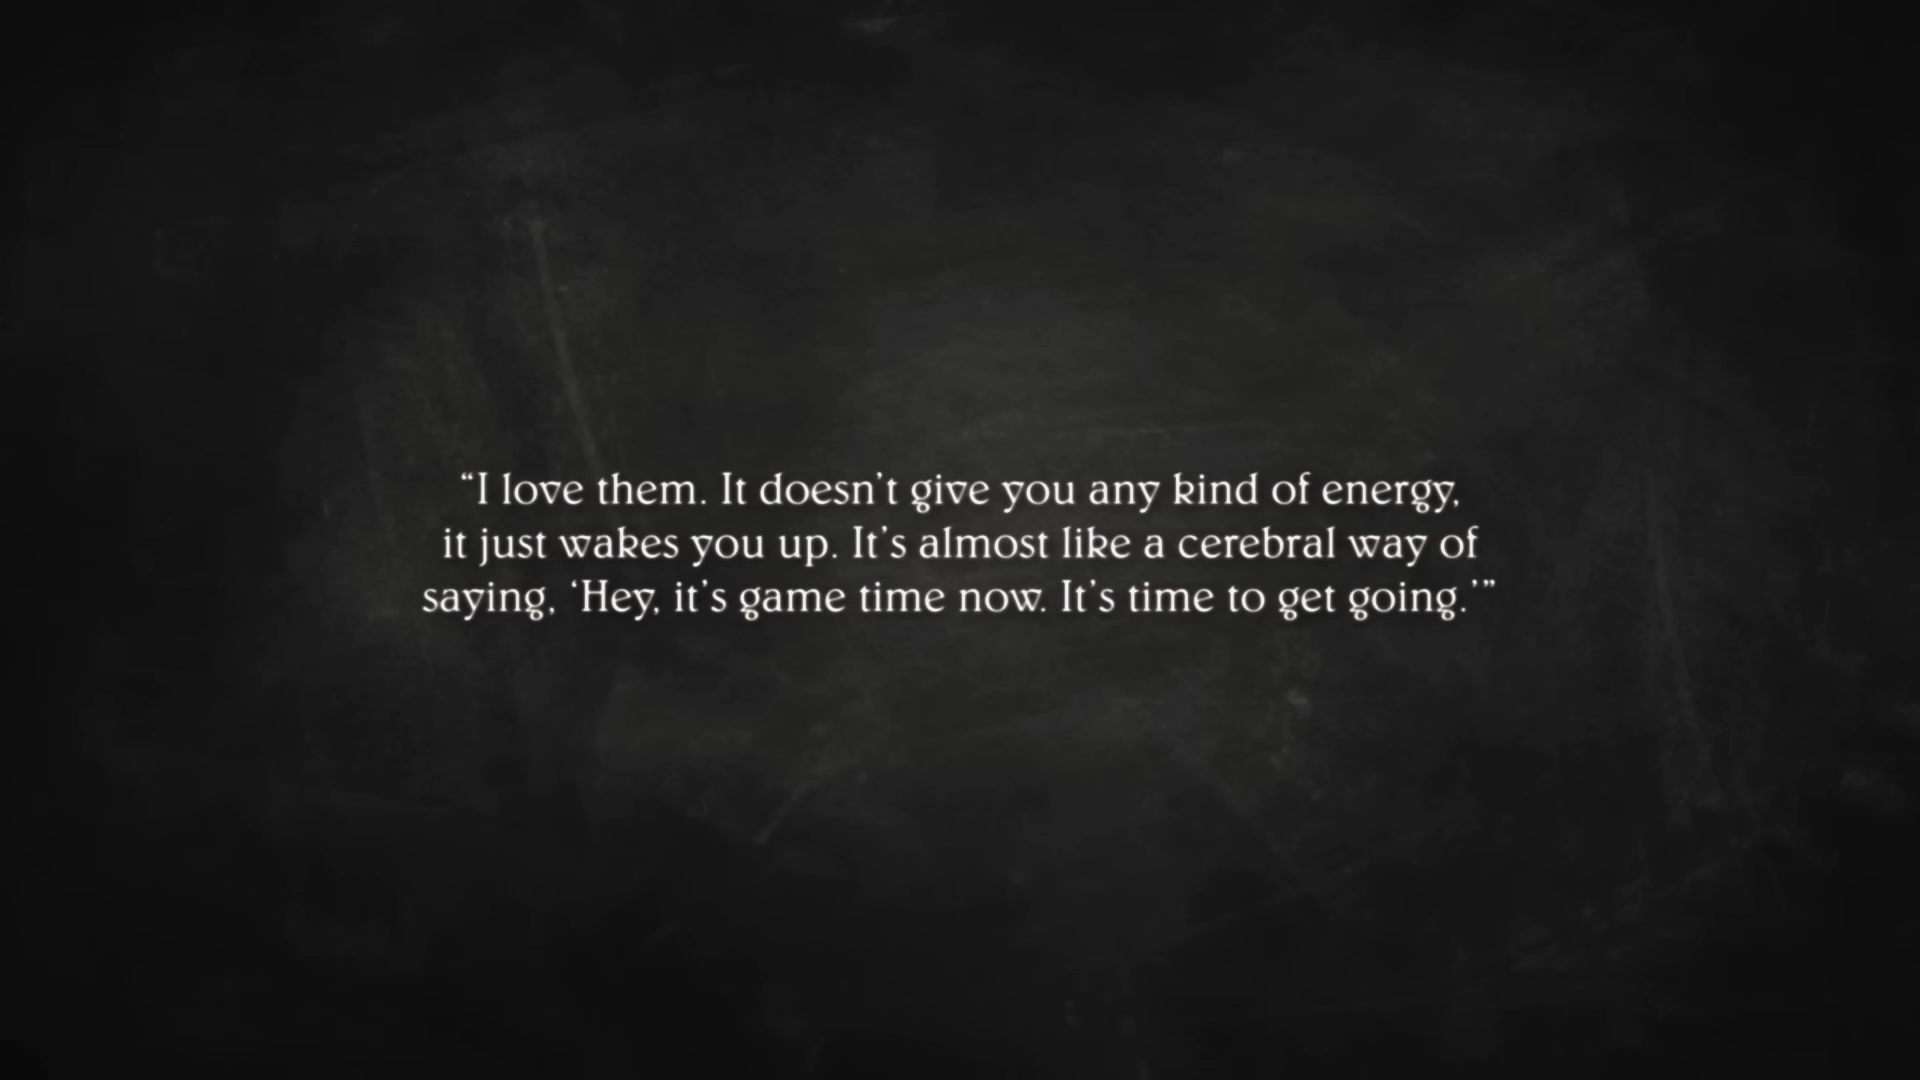 “I love them. It doesn’t give you any kind of energy,
it just wakes you up. It’s almost like a cerebral way of
saying, ‘Hey, it’s game time now. It’s time to get going.’”